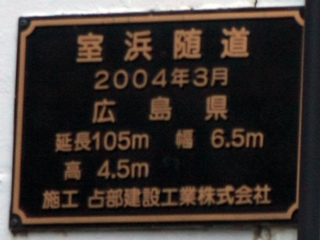 室浜随道
2004年3月
広島県
延長105m 幅 6.5m
高 4.5m
施工 占部建設工業株式会社